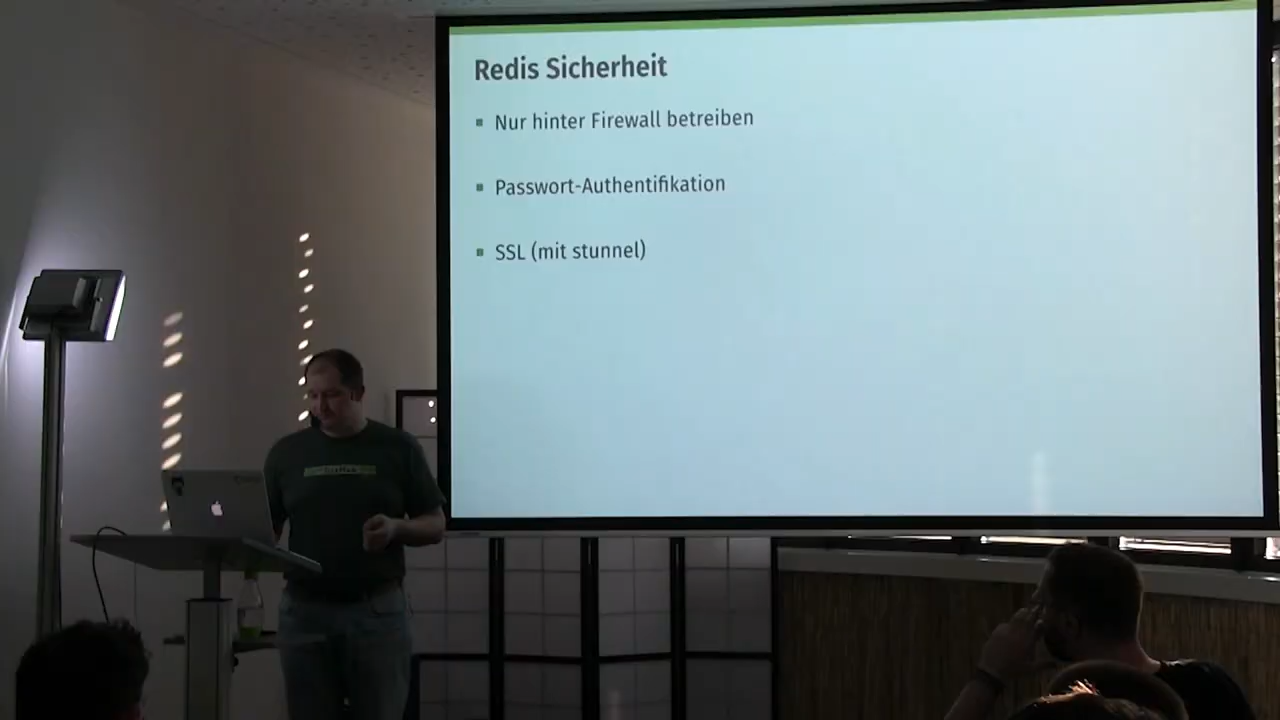 Redis Sicherheit
Nur hinter Firewall betreiben
Passwort-Authentifikation
SSL (mit stunnel)